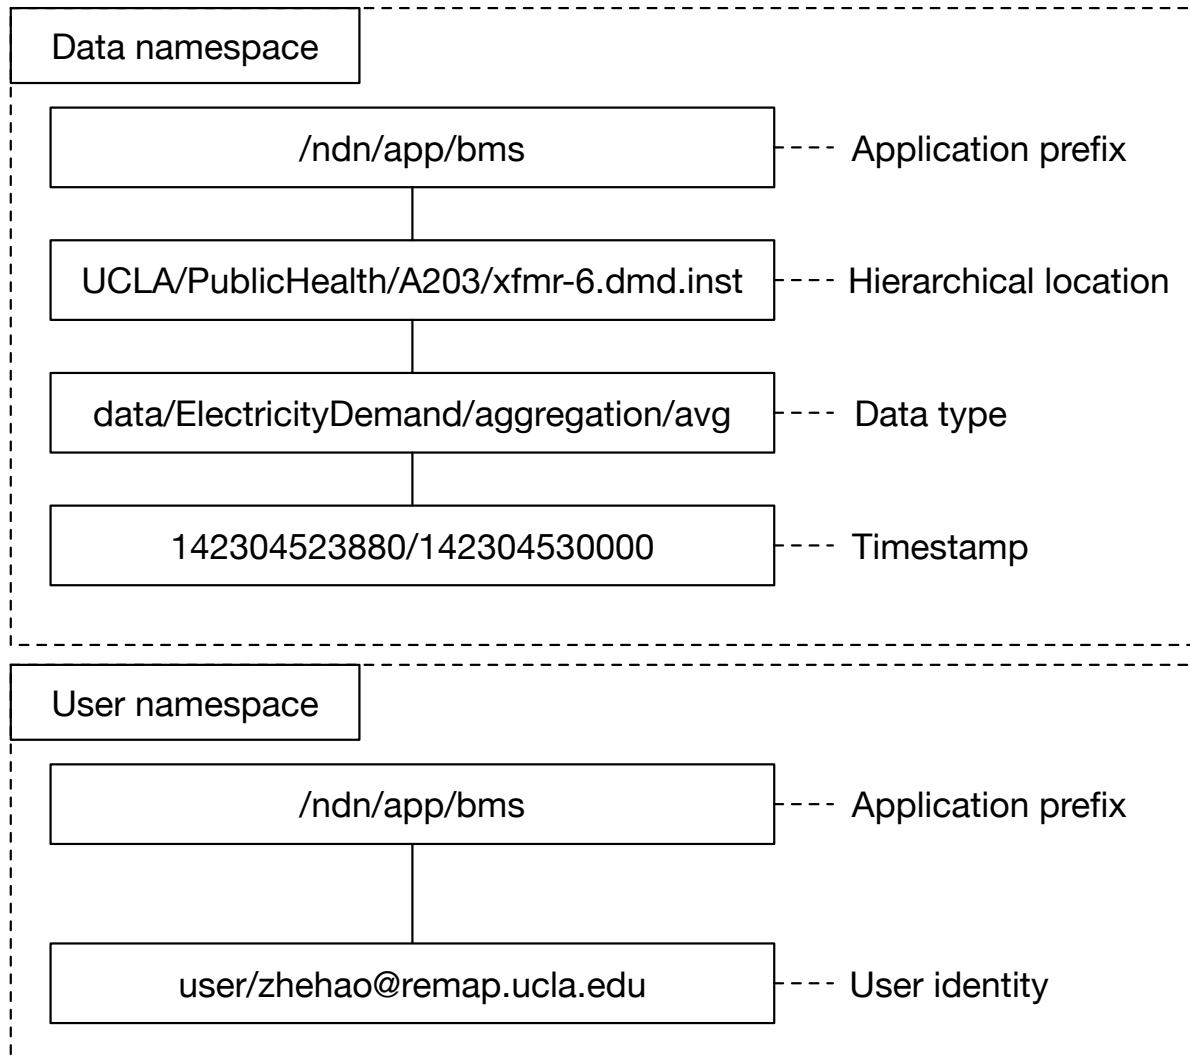 Data namespace
/ndn/app/bms
Application prefix
UCLA/PublicHealth/A203/xfmr-6.dmd.inst
Hierarchical location
data/ElectricityDemand/aggregation/avg
Data type
142304523880/142304530000
Timestamp
User namespace
/ndn/app/bms
Application prefix
user/zhehao@remap.ucla.edu
User identity